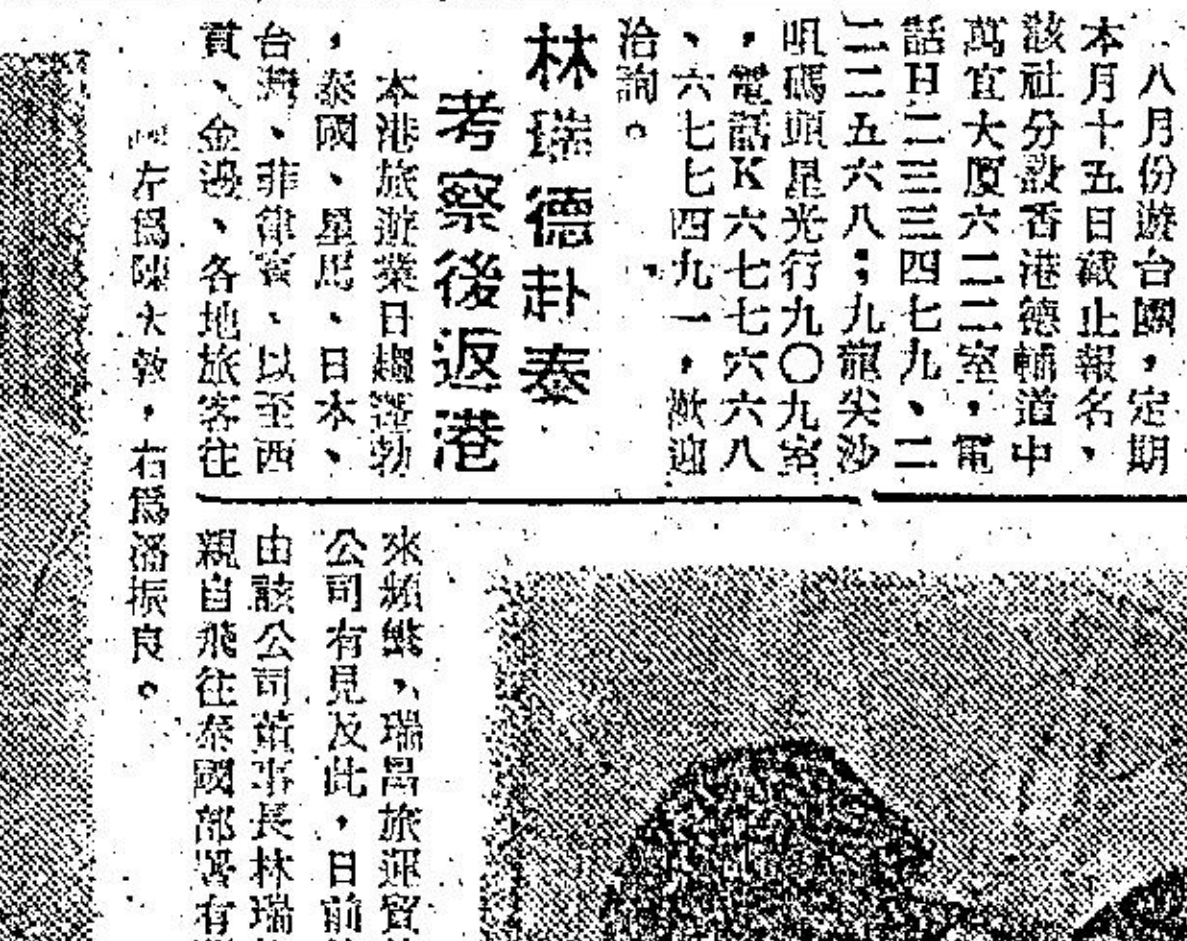 八月份遊台團,定期
本月十五日截止報名、
該社分設香港德輔道中
萬宜大廈六二二室,電
話H二三三四七九、二
二二五六八;九龍尖沙
咀碼頭星光行九〇九室
,電話K六七七六六八
、六七七四九一,歡迎
洽詢。
林瑞德赴泰
考察後返港
本港旅遊業日趨蓬勃
,泰國、星馬、日本、
台灣、菲律賓、以至西
貢、金邊、各地旅客往
來頻繁、瑞昌旅運
公司有見及此,日前
由該公司董事長林瑞
親自飛往泰國部署有
左爲陳大敦,右爲潘振良。